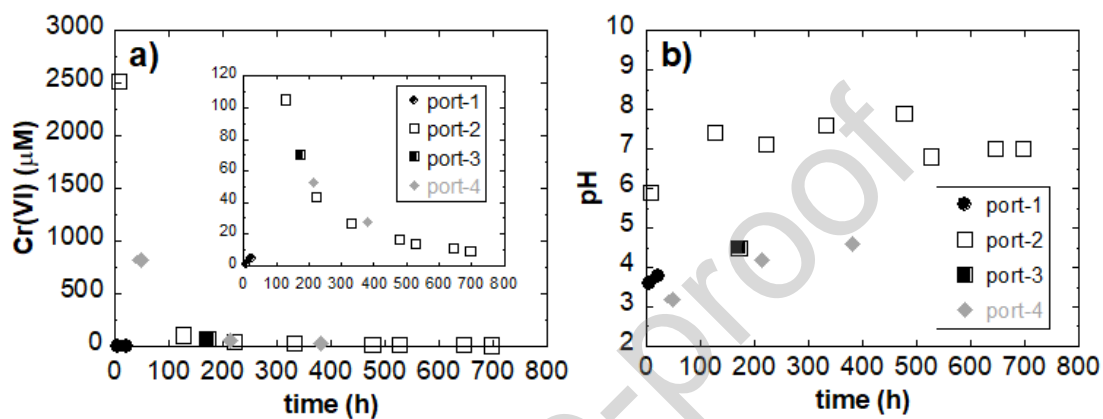 a)
Cr(VI) (μM)
3000
2500
2000
1500
1000
500
0
0 100 200 300 400 500 600 700 800
time (h)
120
100
80
60
40
20
0
0 100 200 300 400 500 600 700 800
port-1
port-2
port-3
port-4
b)
pH
10
9
8
7
6
5
4
3
2
0 100 200 300 400 500 600 700 800
time (h)
port-1
port-2
port-3
port-4
-proof